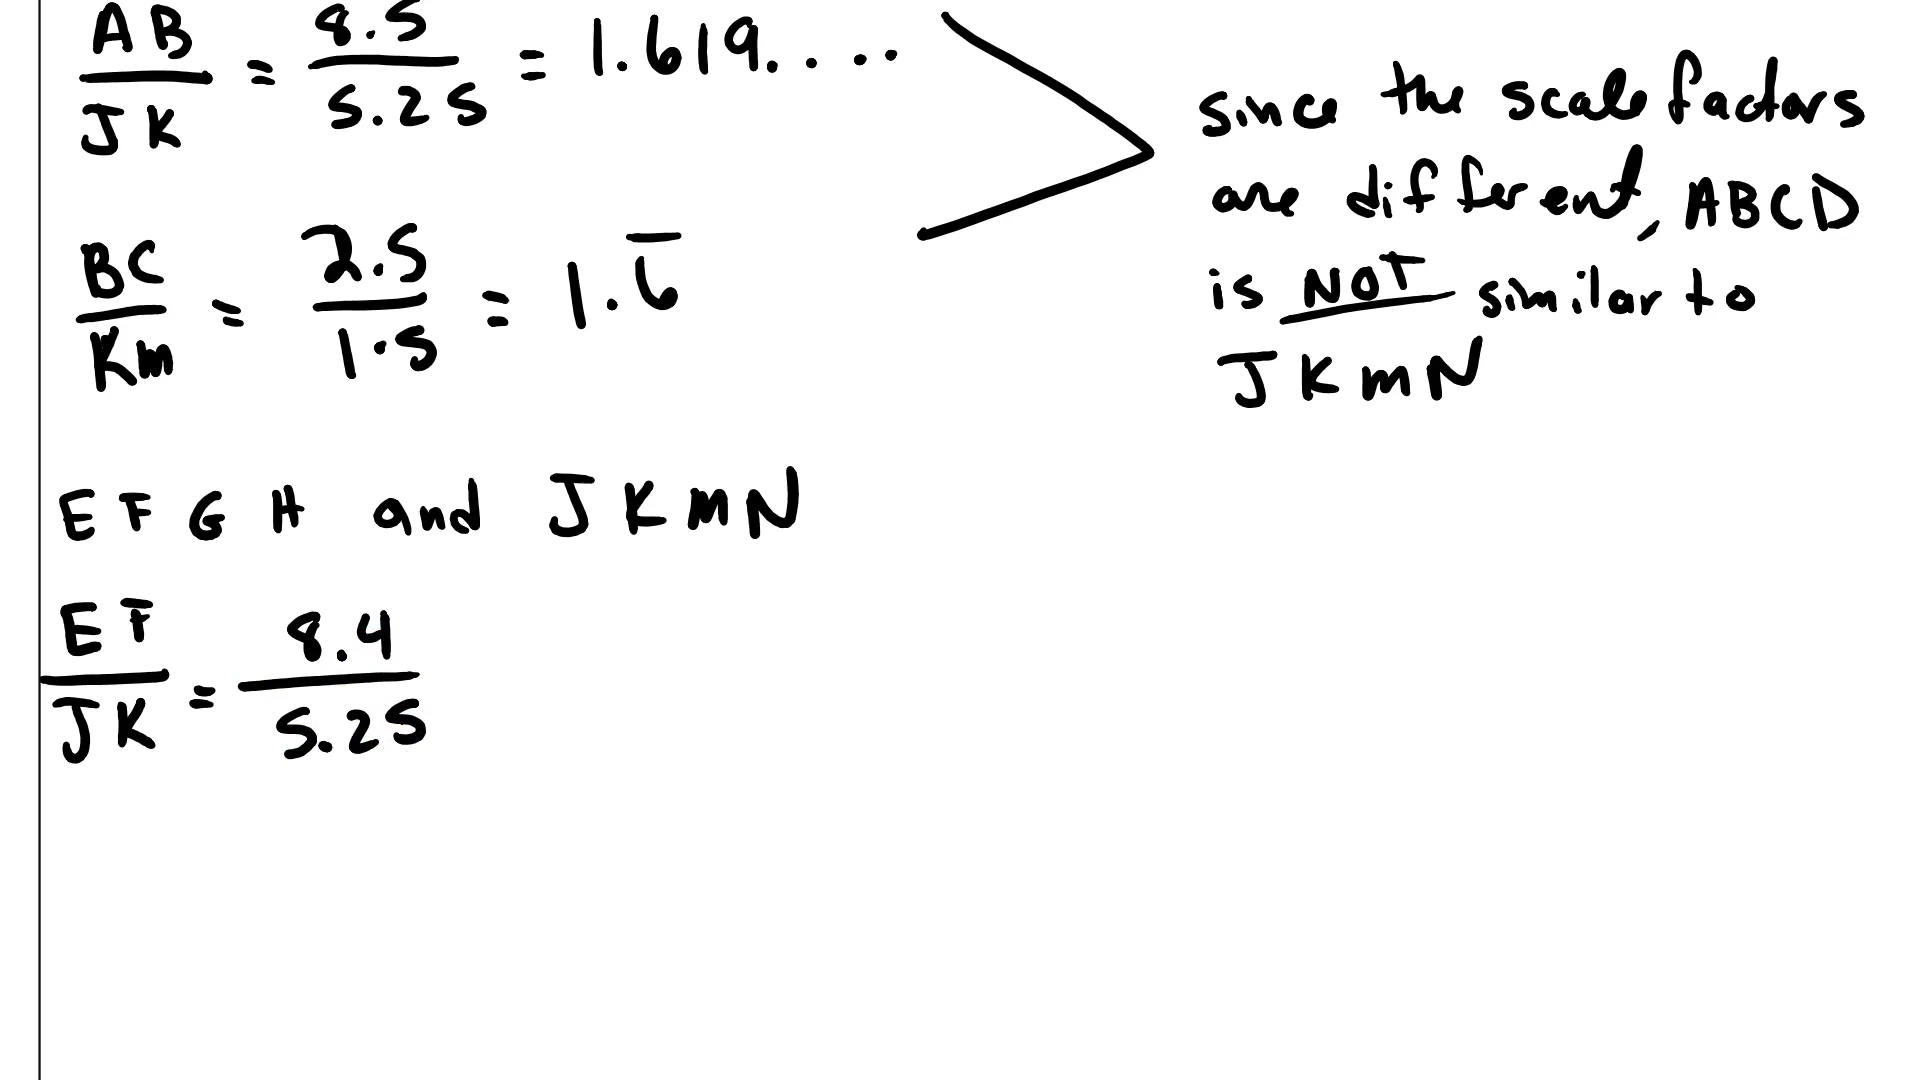 AB/JK = 8.5/5.25 = 1.619....
BC/Km = 2.5/1.5 = 1.6̅
since the scale factors
are different, ABCD
is NOT similar to
JKmN
EFGH and JKmN
EF/JK = 8.4/5.25